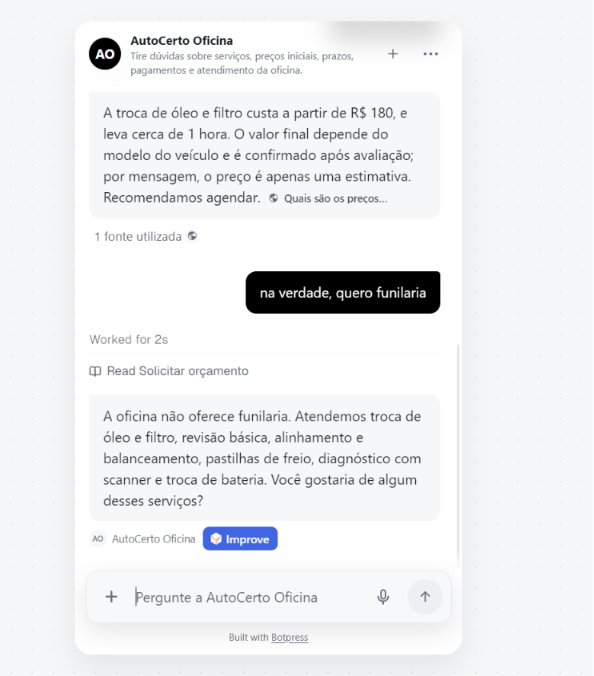 AO
AutoCerto Oficina
Tire dúvidas sobre serviços, preços iniciais, prazos,
pagamentos e atendimento da oficina.
A troca de óleo e filtro custa a partir de R$ 180, e
leva cerca de 1 hora. O valor final depende do
modelo do veículo e é confirmado após avaliação;
por mensagem, o preço é apenas uma estimativa.
Recomendamos agendar. Quais são os preços...
1 fonte utilizada
na verdade, quero funilaria
Worked for 2s
Read Solicitar orçamento
A oficina não oferece funilaria. Atendemos troca de
óleo e filtro, revisão básica, alinhamento e
balanceamento, pastilhas de freio, diagnóstico com
scanner e troca de bateria. Você gostaria de algum
desses serviços?
AO AutoCerto Oficina Improve
Pergunte a AutoCerto Oficina
Built with Botpress